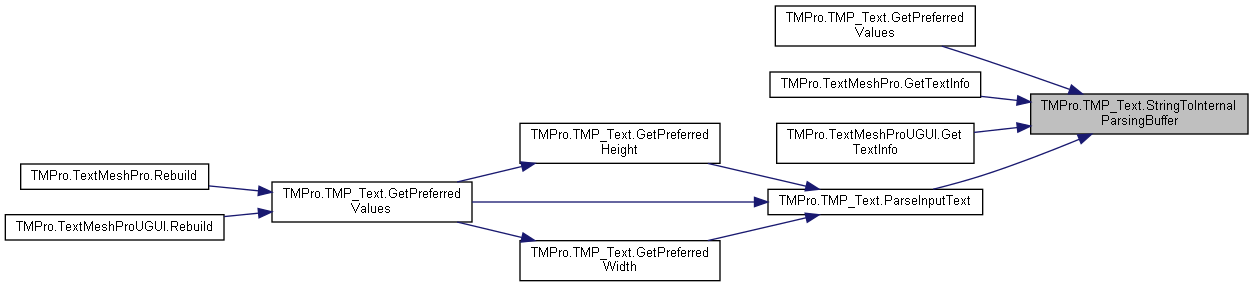 TMPro.TMP_Text.GetPreferred
Values
TMPro.TextMeshPro.GetTextInfo
TMPro.TMP_Text.StringToInternal
ParsingBuffer
TMPro.TextMeshProUGUI.Get
TextInfo
TMPro.TMP_Text.GetPreferred
Height
TMPro.TextMeshPro.Rebuild
TMPro.TMP_Text.GetPreferred
Values
TMPro.TMP_Text.ParseInputText
TMPro.TextMeshProUGUI.Rebuild
TMPro.TMP_Text.GetPreferred
Width